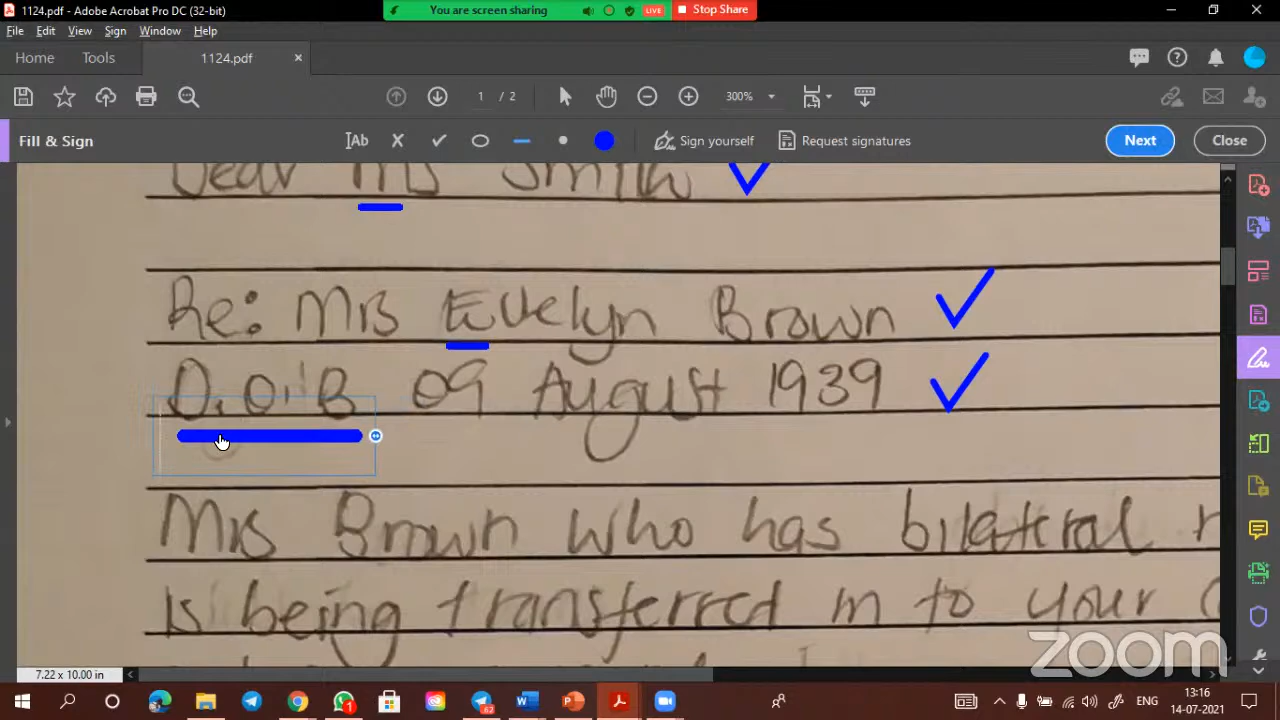 1124.pdf - Adobe Acrobat Pro DC (32-bit)
You are screen sharing
LIVE
Stop Share
File Edit View Sign Window Help
Home Tools 1124.pdf
1 / 2
300%
Fill & Sign
Ab
Sign yourself
Request signatures
Next
Close
Dear Ms Smith
Re: Mrs Evelyn Brown
D.O.B 09 August 1939
Mrs Brown who has bilateral
is being transferred in to your
zoom
7.22 x 10.00 in
1
62
ENG
13:16
14-07-2021